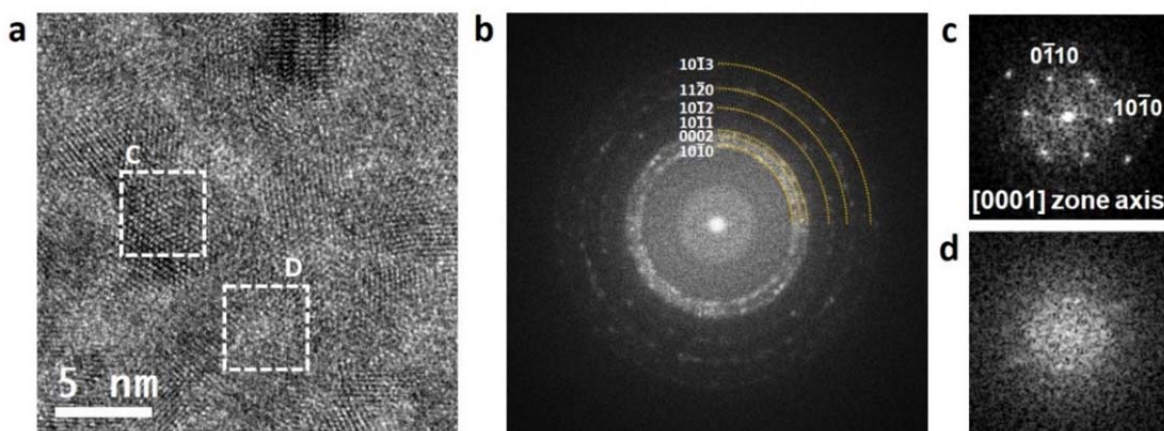 a
C
D
5 nm
b
101̅3
112̅0
101̅2
101̅1
0002
101̅0
c
01̅10
101̅0
[0001] zone axis
d